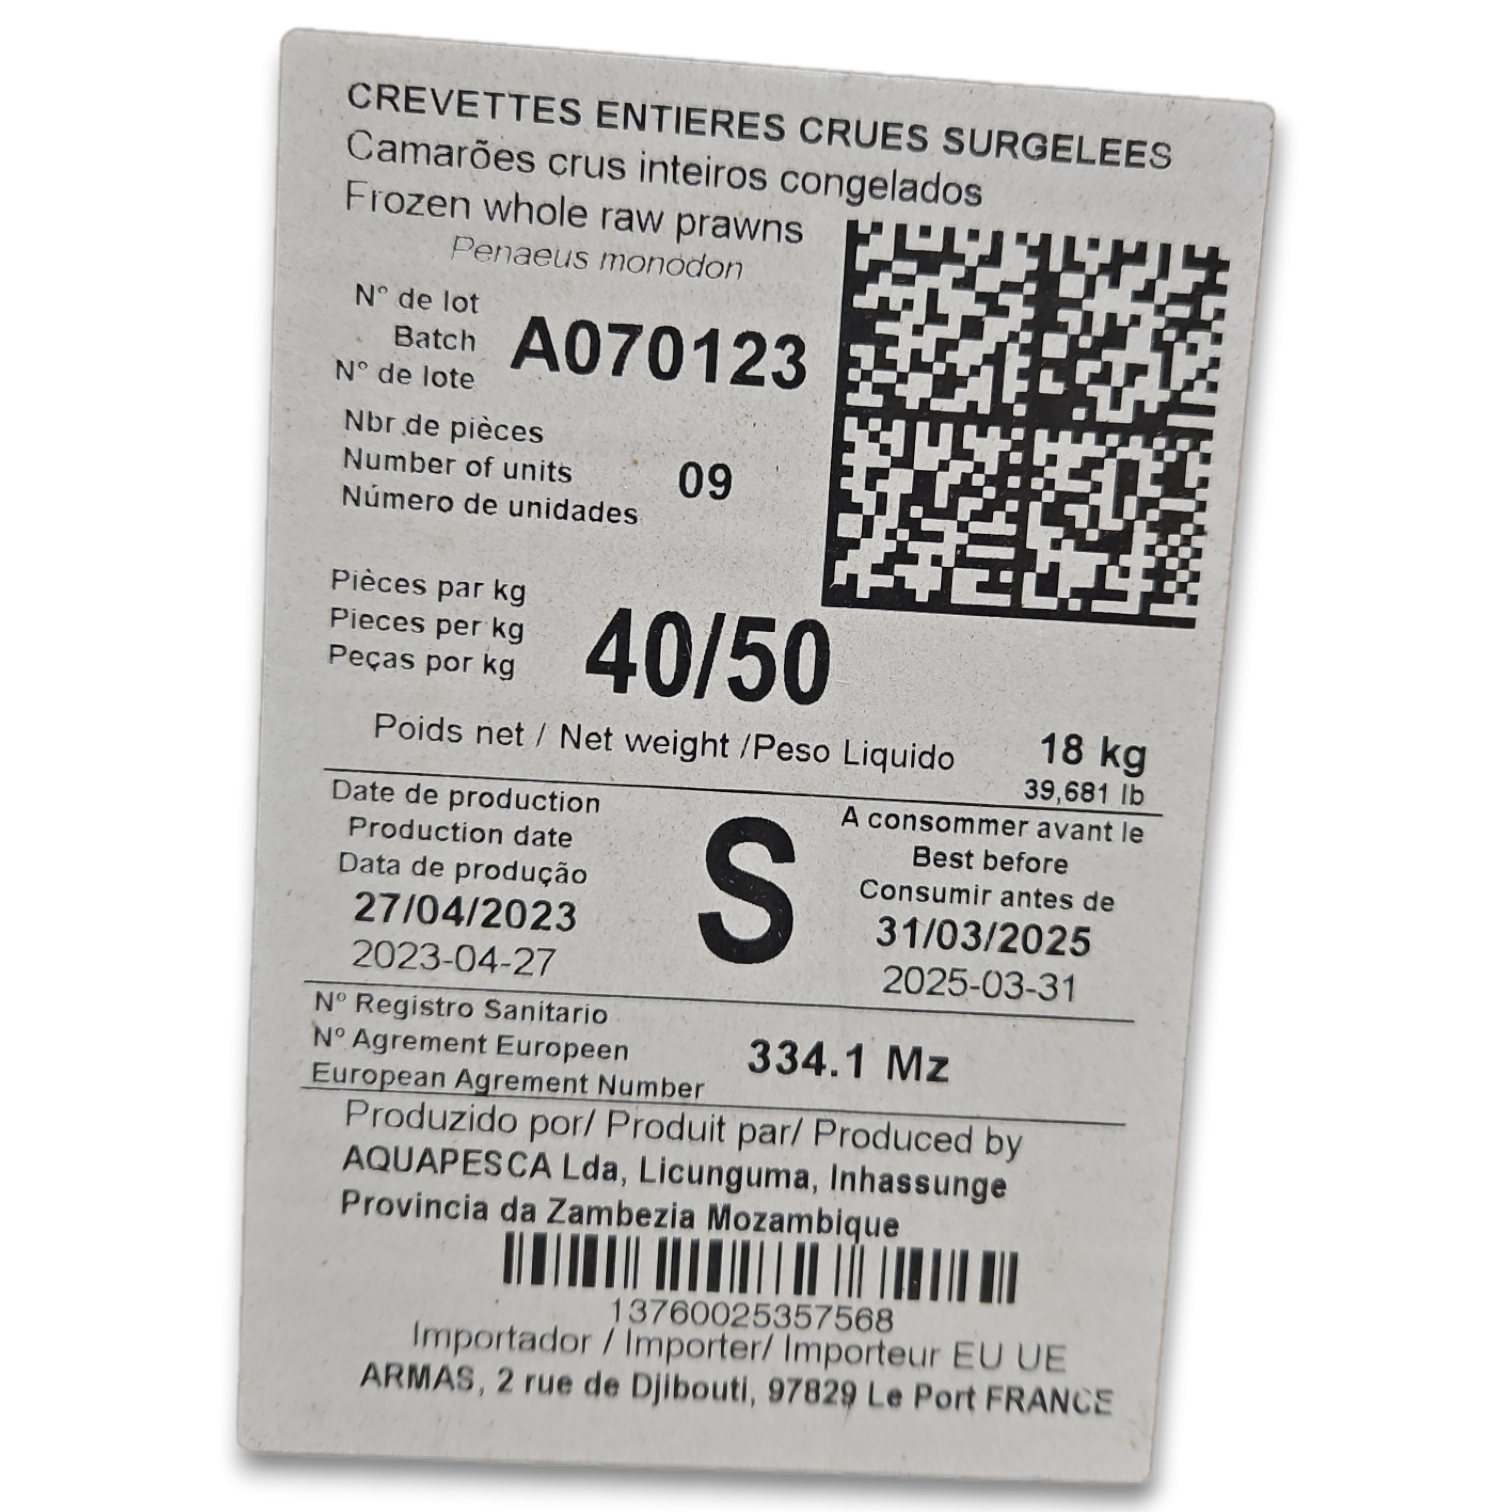 CREVETTES ENTIERES CRUES SURGELEES
Camarões crus inteiros congelados
Frozen whole raw prawns
Penaeus monodon
N° de lot
Batch
N° de lote
A070123
Nbr de pièces
Number of units
Número de unidades
09
Pièces par kg
Pieces per kg
Peças por kg
40/50
Poids net / Net weight /Peso Liquido
18 kg
39,681 lb
Date de production
Production date
Data de produção
27/04/2023
2023-04-27
S
A consommer avant le
Best before
Consumir antes de
31/03/2025
2025-03-31
Nº Registro Sanitario
Nº Agrement Europeen
European Agrement Number
334.1 Mz
Produzido por/ Produit par/ Produced by
AQUAPESCA Lda, Licunguma, Inhassunge
Provincia da Zambezia Mozambique
13760025357568
Importador / Importer/ Importeur EU UE
ARMAS, 2 rue de Djibouti, 97829 Le Port FRANCE